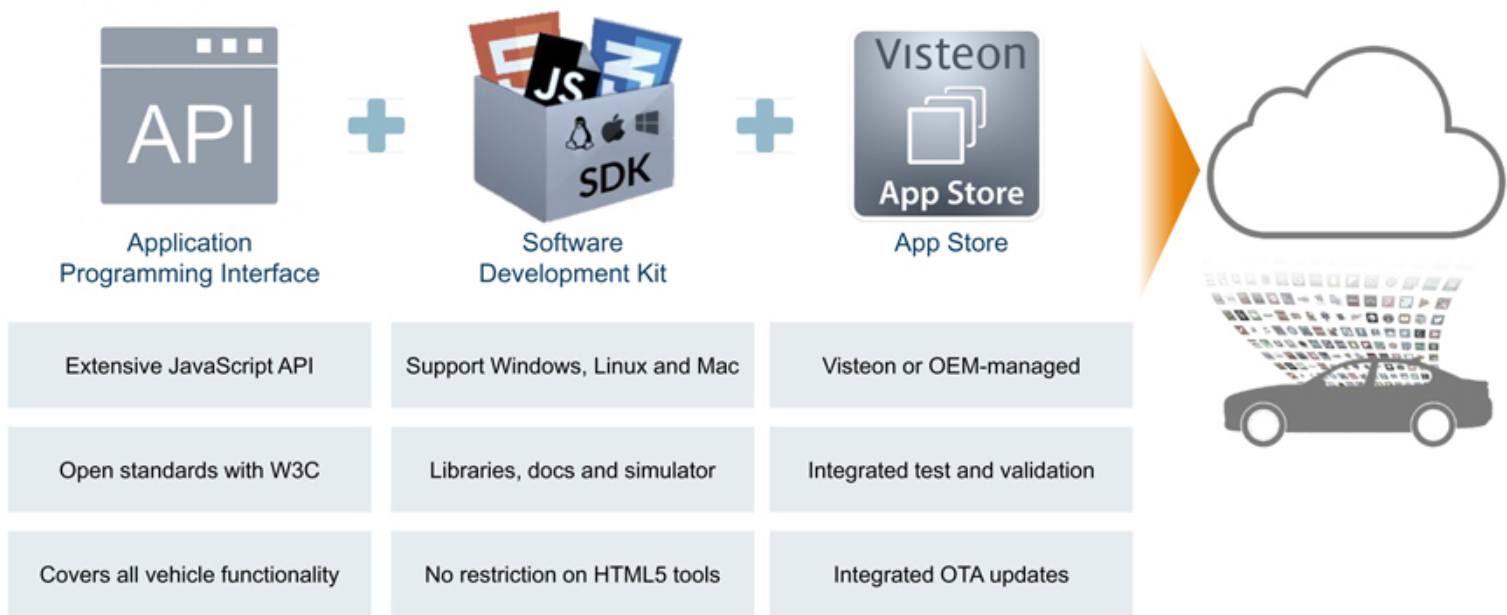 API
JS
SDK
Visteon
App Store
Application
Programming Interface
Software
Development Kit
App Store
Extensive JavaScript API
Support Windows, Linux and Mac
Visteon or OEM-managed
Open standards with W3C
Libraries, docs and simulator
Integrated test and validation
Covers all vehicle functionality
No restriction on HTML5 tools
Integrated OTA updates